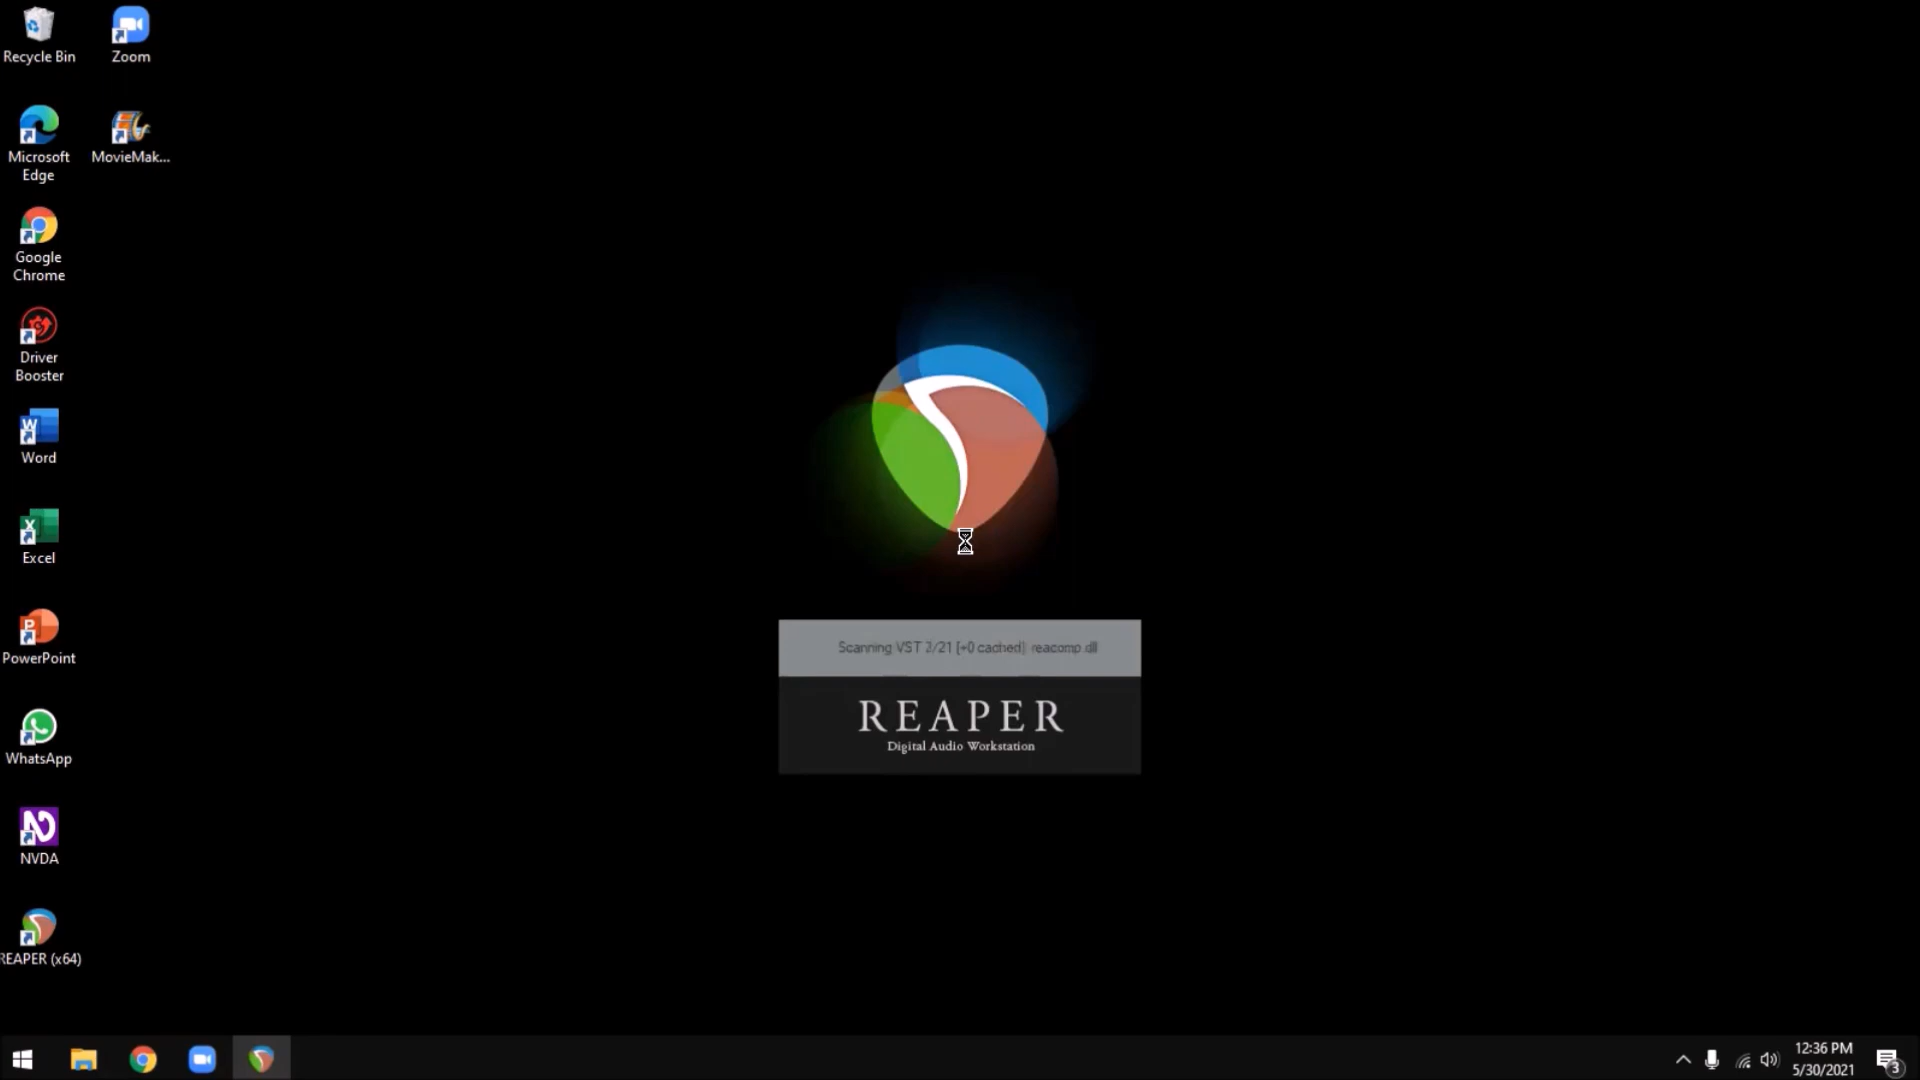 Recycle Bin
Zoom
Microsoft
Edge
MovieMak...
Google
Chrome
Driver
Booster
Word
Excel
PowerPoint
WhatsApp
NVDA
REAPER (x64)
Scanning VST 3/21 [+0 cached]: reacomp.dll
REAPER
Digital Audio Workstation
12:36 PM
5/30/2021
3